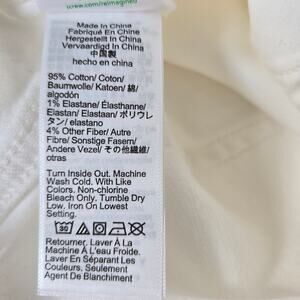 www.com/reimagined
Made In China
Fabriqué En Chine
Hergestellt In China
Vervaardigd In China
中国製
hecho en china
95% Cotton/ Coton/
Baumwolle/ Katoen/ 綿/
algodón
1% Elastane/ Élasthanne/
Elastan/ Elastaan/ ポリウレ
タン/ elastano
4% Other Fiber/ Autre
Fibre/ Sonstige Fasern/
Andere Vezel/ その他繊維/
otras
Turn Inside Out. Machine
Wash Cold. With Like
Colors. Non-chlorine
Bleach Only. Tumble Dry
Low. Iron On Lowest
Setting.
30
Retourner. Laver À La
Machine À L'eau Froide.
Laver En Séparant Les
Couleurs. Seulement
Agent De Blanchiment